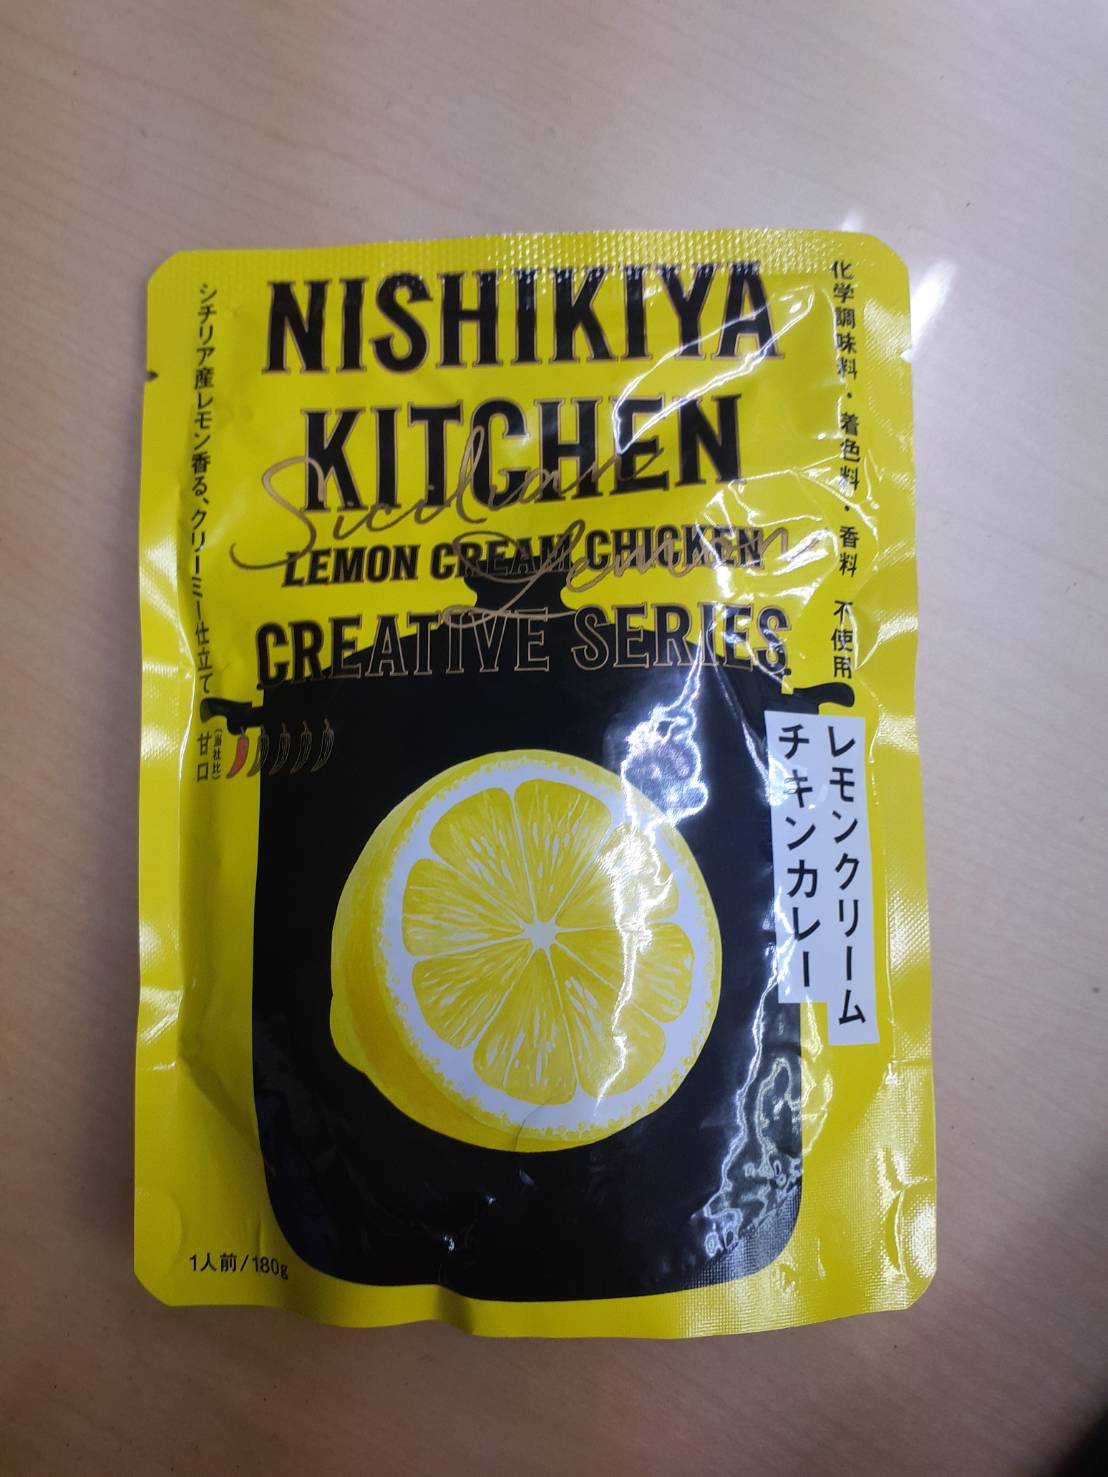 NISHIKIYA
KITCHEN
Sicilian
Lemon
LEMON CREAM CHICKEN
CREATIVE SERIES
化学調味料・着色料・香料 不使用
シチリア産レモン香る、クリーミー仕立て
甘口
(当社比)
レモンクリーム
チキンカレー
1人前/180g